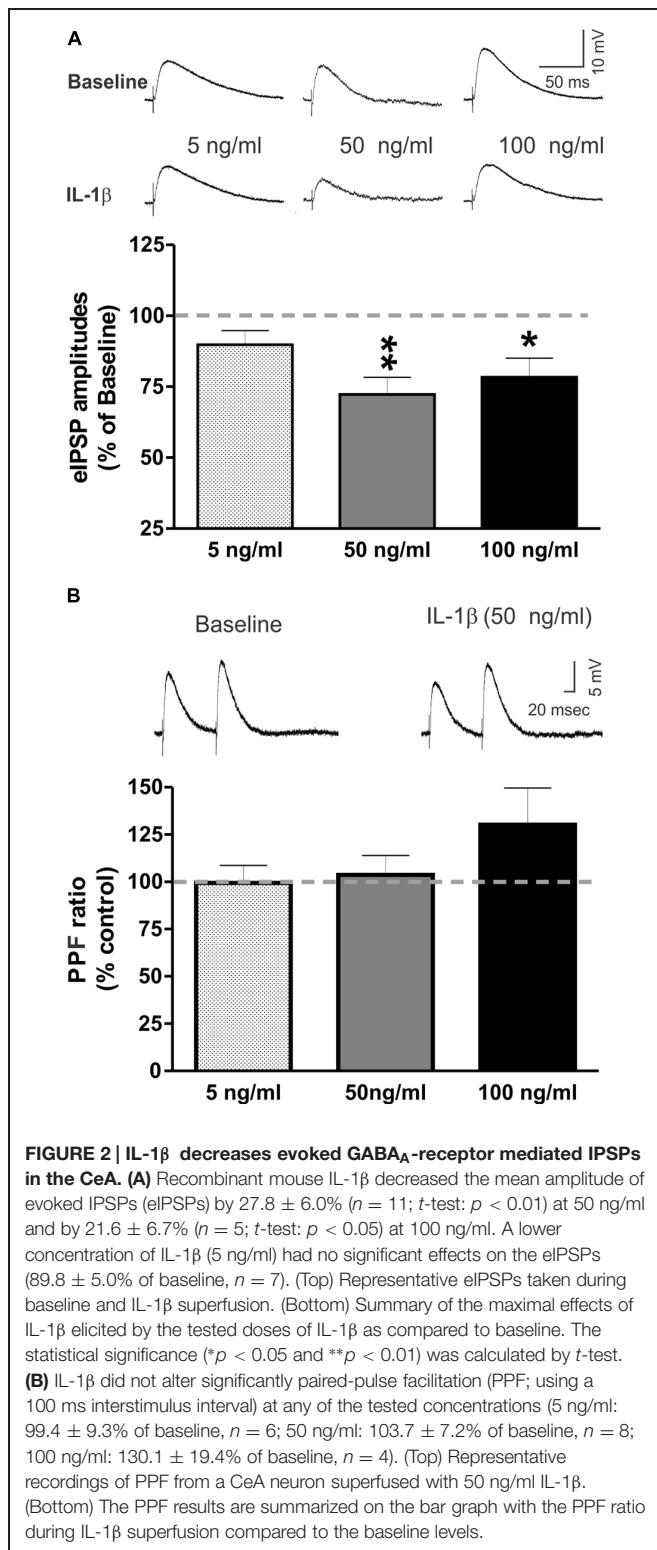 A
Baseline
10 mV
50 ms
5 ng/ml 50 ng/ml 100 ng/ml
IL-1β
eIPSP amplitudes
(% of Baseline)
125
100
75
50
25
** *
5 ng/ml 50 ng/ml 100 ng/ml
B
Baseline IL-1β (50 ng/ml)
5 mV
20 msec
PPF ratio
(% control)
150
125
100
75
50
25
0
5 ng/ml 50ng/ml 100 ng/ml
FIGURE 2 | IL-1β decreases evoked GABAA-receptor mediated IPSPs
in the CeA. (A) Recombinant mouse IL-1β decreased the mean amplitude of
evoked IPSPs (eIPSPs) by 27.8 ± 6.0% (n = 11; t-test: p < 0.01) at 50 ng/ml
and by 21.6 ± 6.7% (n = 5; t-test: p < 0.05) at 100 ng/ml. A lower
concentration of IL-1β (5 ng/ml) had no significant effects on the eIPSPs
(89.8 ± 5.0% of baseline, n = 7). (Top) Representative eIPSPs taken during
baseline and IL-1β superfusion. (Bottom) Summary of the maximal effects of
IL-1β elicited by the tested doses of IL-1β as compared to baseline. The
statistical significance (*p < 0.05 and **p < 0.01) was calculated by t-test.
(B) IL-1β did not alter significantly paired-pulse facilitation (PPF; using a
100 ms interstimulus interval) at any of the tested concentrations (5 ng/ml:
99.4 ± 9.3% of baseline, n = 6; 50 ng/ml: 103.7 ± 7.2% of baseline, n = 8;
100 ng/ml: 130.1 ± 19.4% of baseline, n = 4). (Top) Representative
recordings of PPF from a CeA neuron superfused with 50 ng/ml IL-1β.
(Bottom) The PPF results are summarized on the bar graph with the PPF ratio
during IL-1β superfusion compared to the baseline levels.